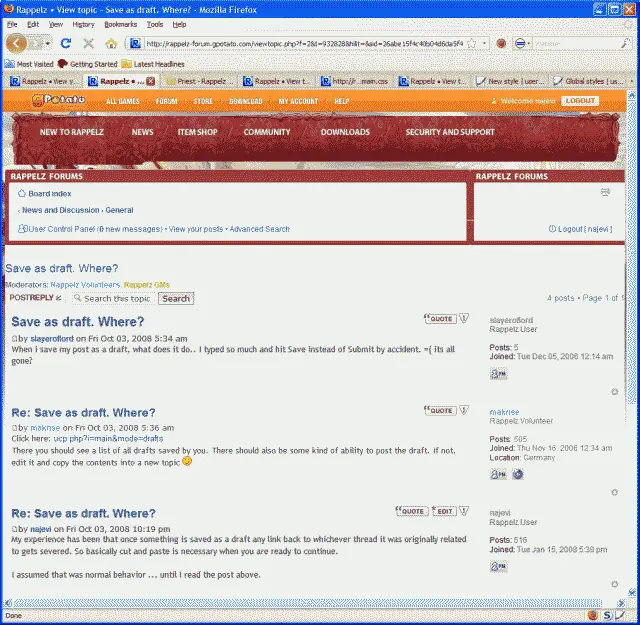 Rappelz • View topic - Save as draft. Where? - Mozilla Firefox
File Edit View History Bookmarks Tools Help
Most Visited Getting Started Latest Headlines
Rappelz • View y... Rappelz • ... Priest - Rappelz ... Rappelz • View t... http://r...main.css Rappelz • View t... New style | user... Global styles | us...
gPotato ALL GAMES FORUM STORE DOWNLOAD MY ACCOUNT HELP Welcome najevi LOGOUT
NEW TO RAPPELZ NEWS ITEM SHOP COMMUNITY DOWNLOADS SECURITY AND SUPPORT
RAPPELZ FORUMS RAPPELZ FORUMS
Board index
‹ News and Discussion ‹ General
User Control Panel (0 new messages) • View your posts • Advanced Search Logout [ najevi ]
Save as draft. Where?
Moderators: Rappelz Volunteers, Rappelz GMs
POSTREPLY Search this topic Search 4 posts • Page 1 of 1
Save as draft. Where? QUOTE
by slayeroflord on Fri Oct 03, 2008 5:34 am
When i save my post as a draft, what does it do.. I typed so much and hit Save instead of Submit by accident. =( its all
gone?
slayeroflord
Rappelz User
Posts: 5
Joined: Tue Dec 05, 2006 12:14 am
PM
Re: Save as draft. Where? QUOTE
by makrise on Fri Oct 03, 2008 5:36 am
Click here: ucp php?i=main&mode=drafts
There you should see a list of all drafts saved by you. There should also be some kind of ability to post the draft. If not,
edit it and copy the contents into a new topic
makrise
Rappelz Volunteer
Posts: 505
Joined: Thu Nov 16, 2006 12:34 am
Location: Germany
PM
Re: Save as draft. Where? QUOTE EDIT
by najevi on Fri Oct 03, 2008 10:19 pm
My experience has been that once something is saved as a draft any link back to whichever thread it was originally related
to gets severed. So basically cut and paste is necessary when you are ready to continue.
I assumed that was normal behavior ... until I read the post above.
najevi
Rappelz User
Posts: 516
Joined: Tue Jan 15, 2008 5:38 pm
PM
Done